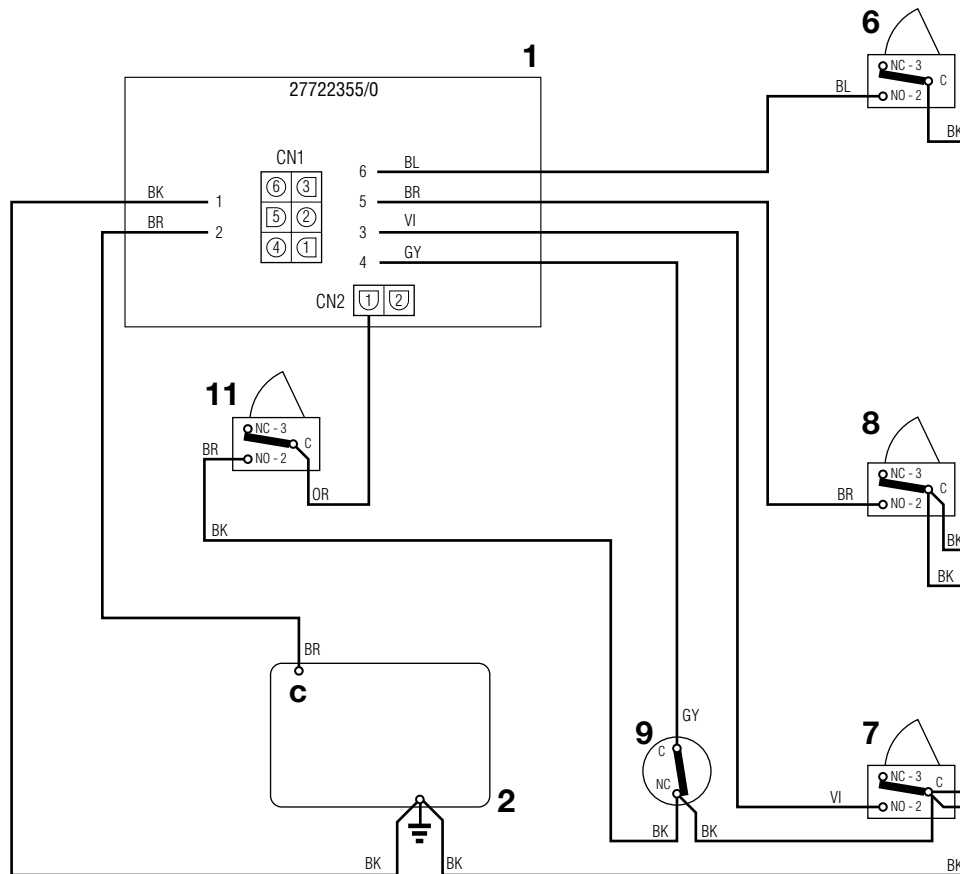 6
NC - 3
C
NO - 2
BL
BK
1
27722355/0
CN1
6
3
5
2
4
1
6
BL
5
BR
3
VI
4
GY
BK
1
BR
2
CN2
1
2
11
NC - 3
C
NO - 2
BR
OR
BK
8
NC - 3
C
NO - 2
BR
BK
BK
BR
c
2
9
C
NC
GY
BK
BK
7
NC - 3
C
NO - 2
VI
BK
BK
BK